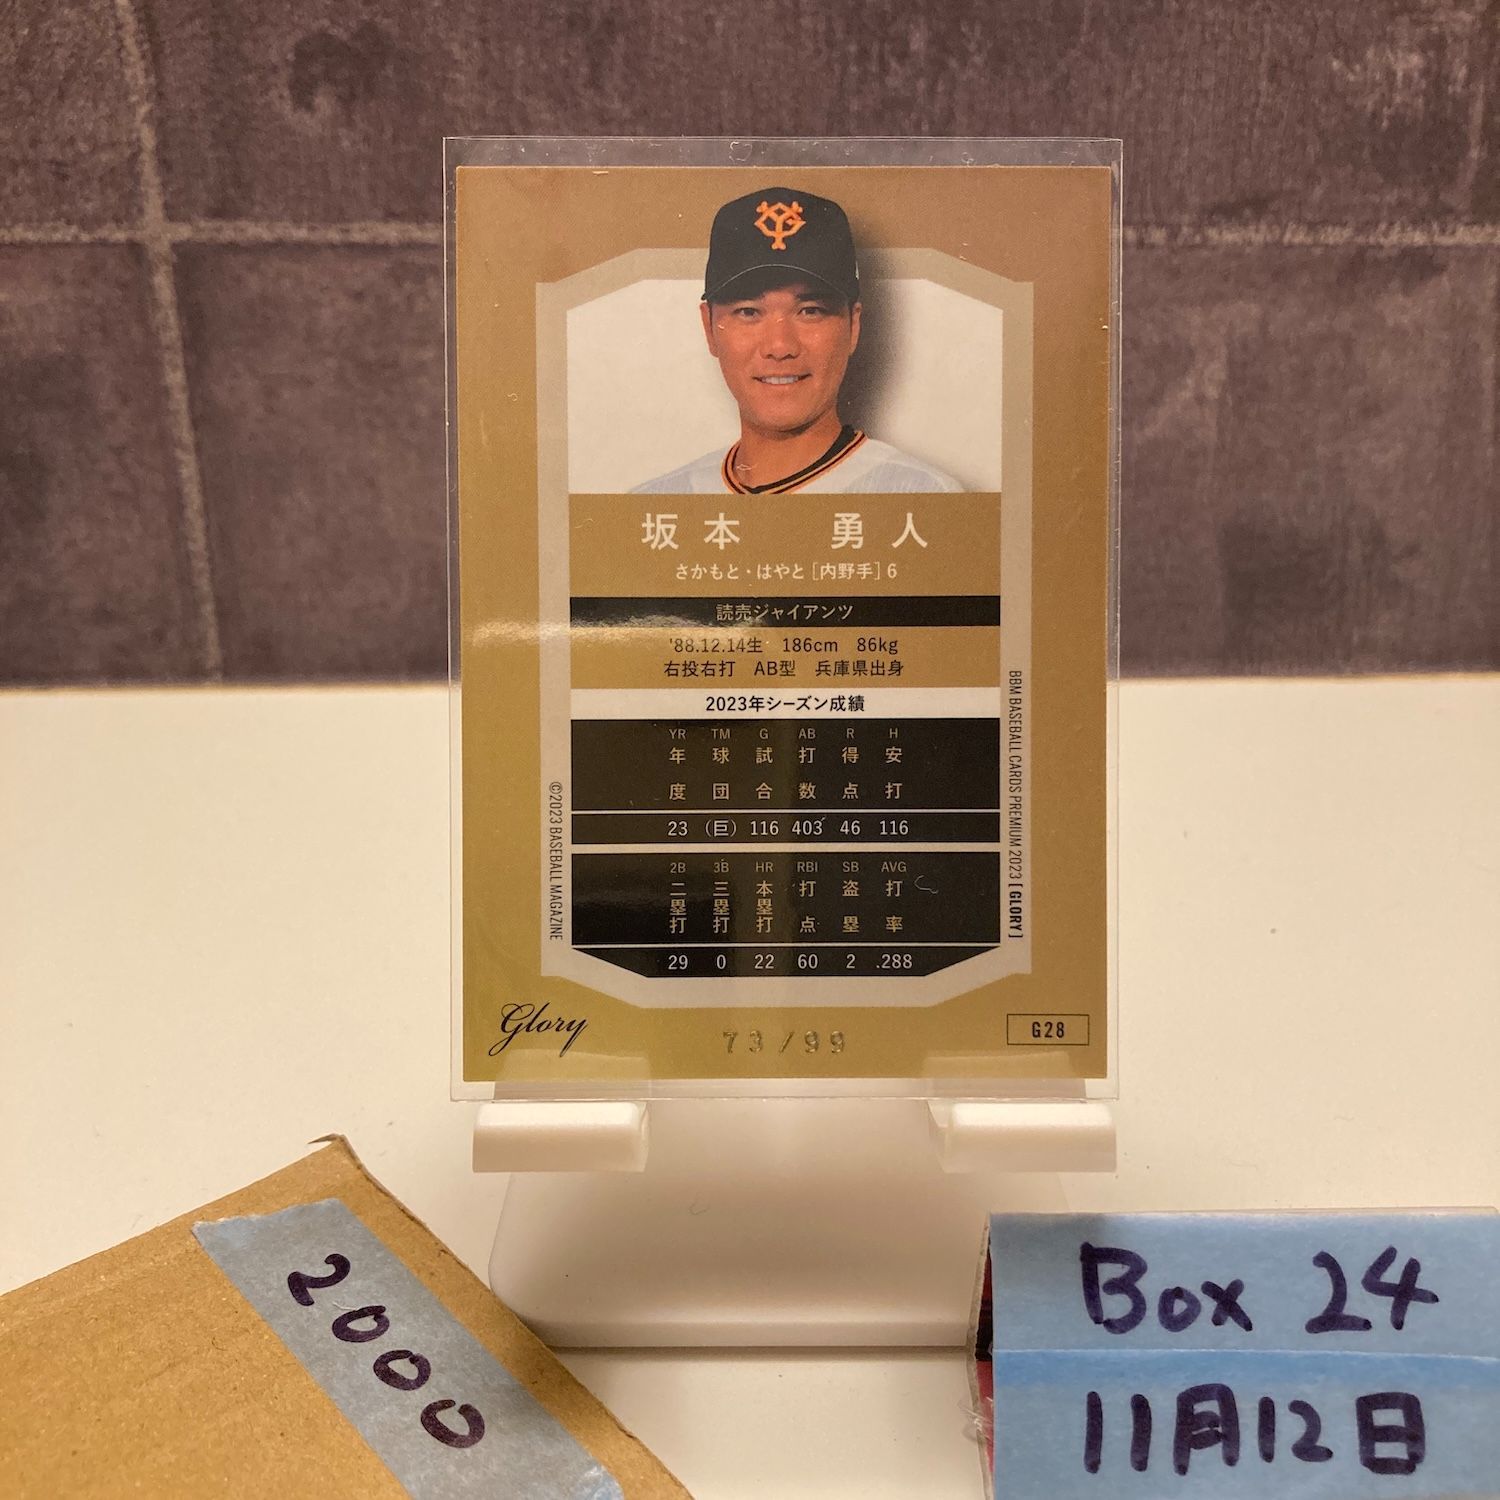 YG
坂本 勇人
さかもと・はやと [内野手] 6
読売ジャイアンツ
'88.12.14生 186cm 86kg
右投右打 AB型 兵庫県出身
2023年シーズン成績
YR TM G AB R H
年度 球団 試合 打数 得点 安打
23 (巨) 116 403 46 116
2B 3B HR RBI SB AVG
二塁打 三塁打 本塁打 打点 盗塁 打率
29 0 22 60 2 .288
©2023 BASEBALL MAGAZINE
BBM BASEBALL CARDS PREMIUM 2023 [GLORY]
Glory
73/99
G28
2000
Box 24
11月12日